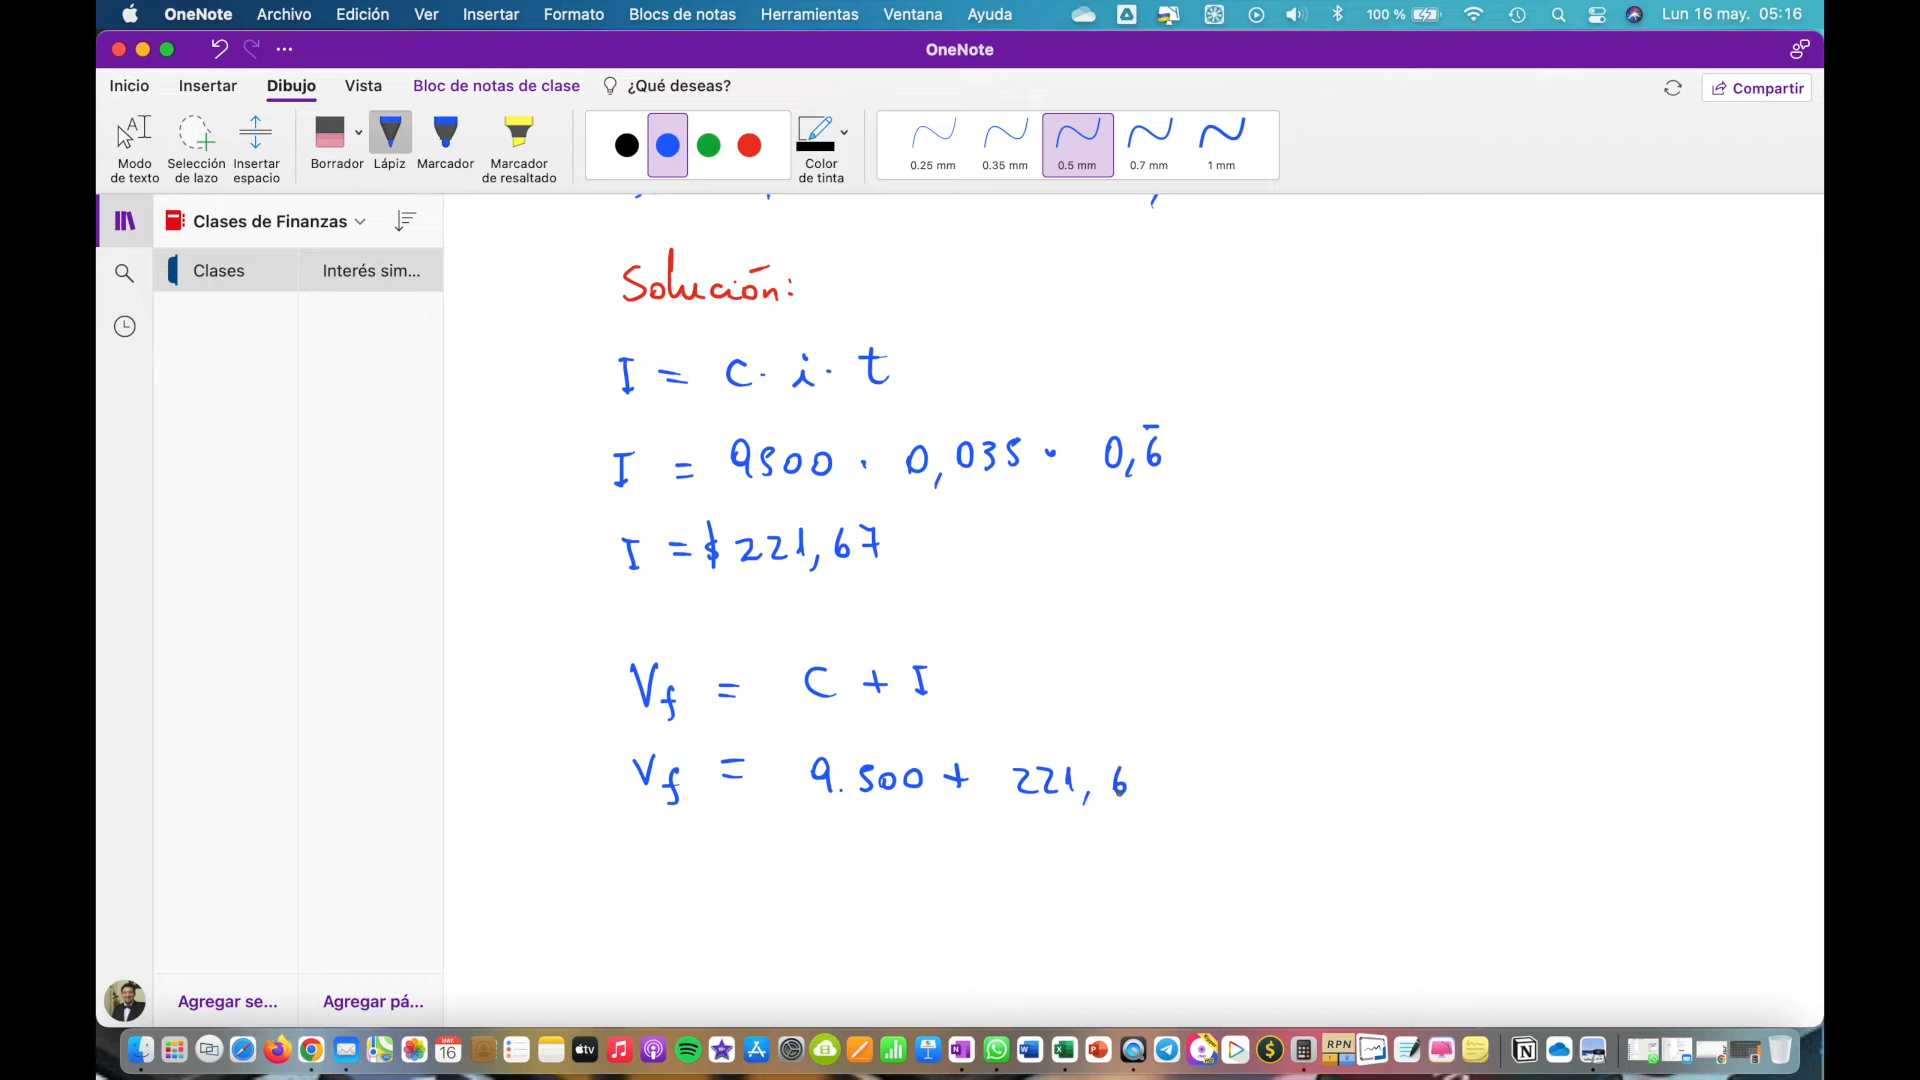 OneNote Archivo Edición Ver Insertar Formato Blocs de notas Herramientas Ventana Ayuda 100 % Lun 16 may. 05:16
OneNote
Inicio Insertar Dibujo Vista Bloc de notas de clase ¿Qué deseas? Compartir
Modo de texto
Selección de lazo
Insertar espacio
Borrador
Lápiz
Marcador
Marcador de resaltado
Color de tinta
0.25 mm 0.35 mm 0.5 mm 0.7 mm 1 mm
Clases de Finanzas
Clases Interés sim...
Solución:
I = C. i. t
I = 9500 . 0,035 . 0,6̄
I = $ 221,67
Vf = C + I
Vf = 9.500 + 221,6
Agregar se... Agregar pá...
MAY. 16
tv
RPN